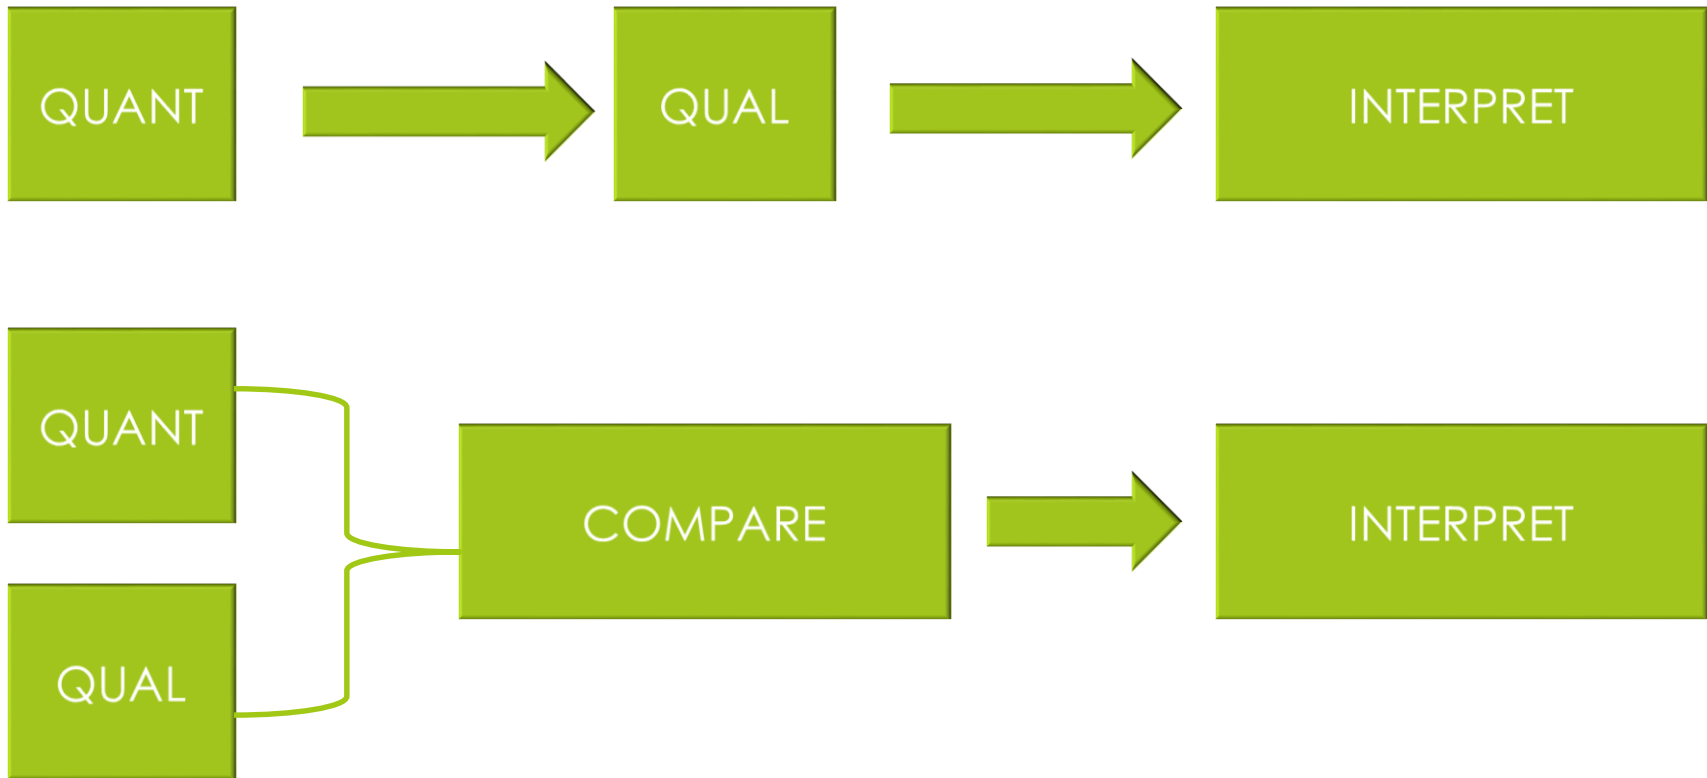 QUANT
QUAL
INTERPRET
QUANT
COMPARE
INTERPRET
QUAL